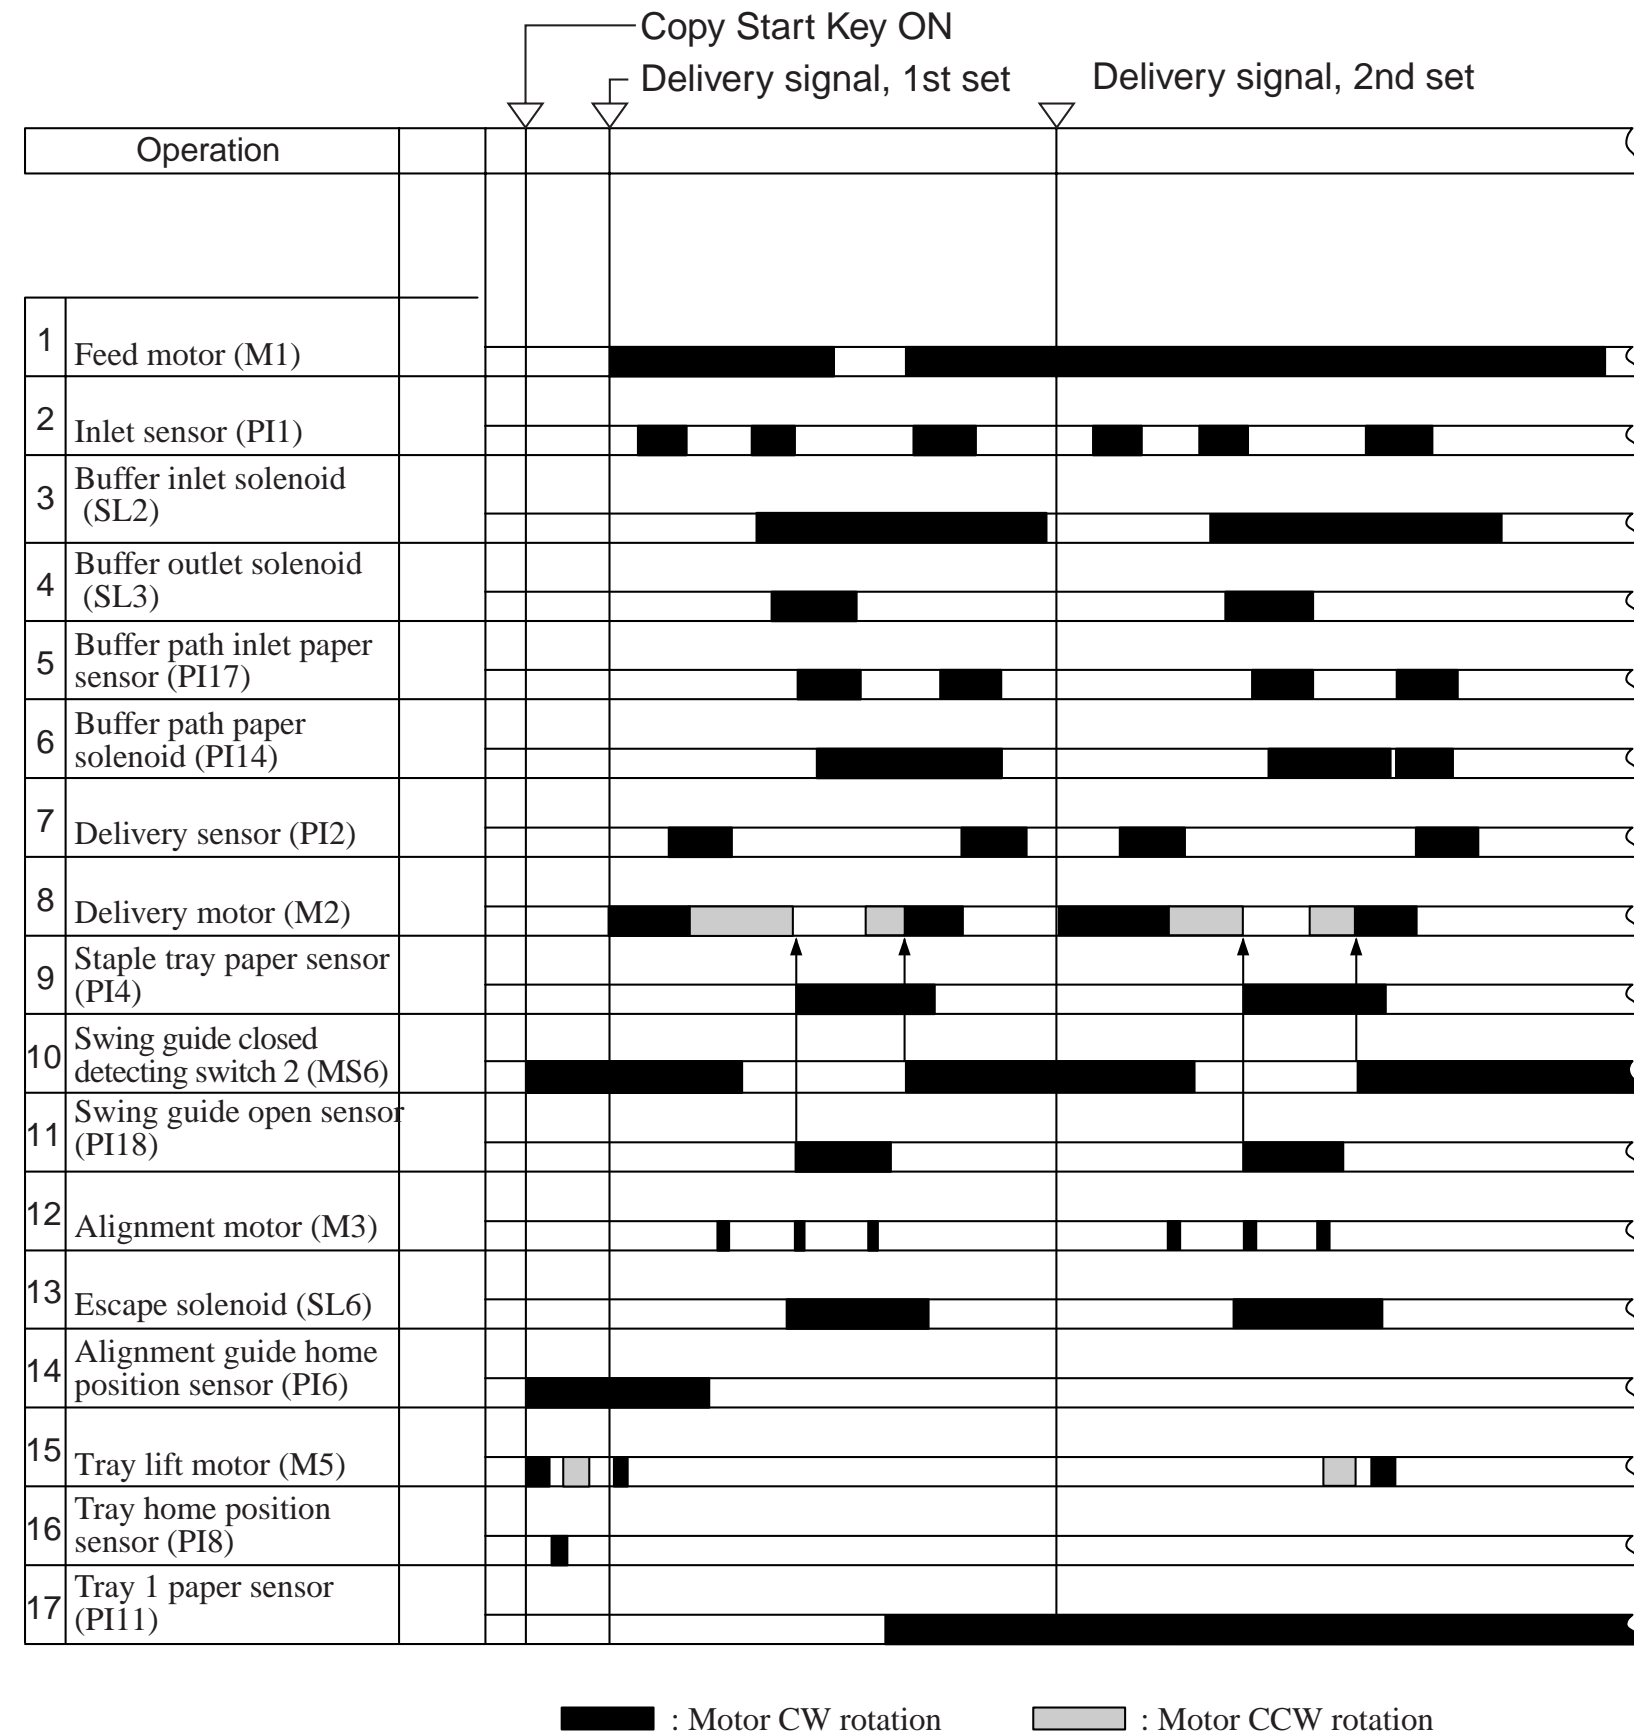 Copy Start Key ON
Delivery signal, 1st set
Delivery signal, 2nd set
Operation
1
Feed motor (M1)
2
Inlet sensor (PI1)
3
Buffer inlet solenoid
(SL2)
4
Buffer outlet solenoid
(SL3)
5
Buffer path inlet paper
sensor (PI17)
6
Buffer path paper
solenoid (PI14)
7
Delivery sensor (PI2)
8
Delivery motor (M2)
9
Staple tray paper sensor
(PI4)
10
Swing guide closed
detecting switch 2 (MS6)
11
Swing guide open sensor
(PI18)
12
Alignment motor (M3)
13
Escape solenoid (SL6)
14
Alignment guide home
position sensor (PI6)
15
Tray lift motor (M5)
16
Tray home position
sensor (PI8)
17
Tray 1 paper sensor
(PI11)
: Motor CW rotation
: Motor CCW rotation